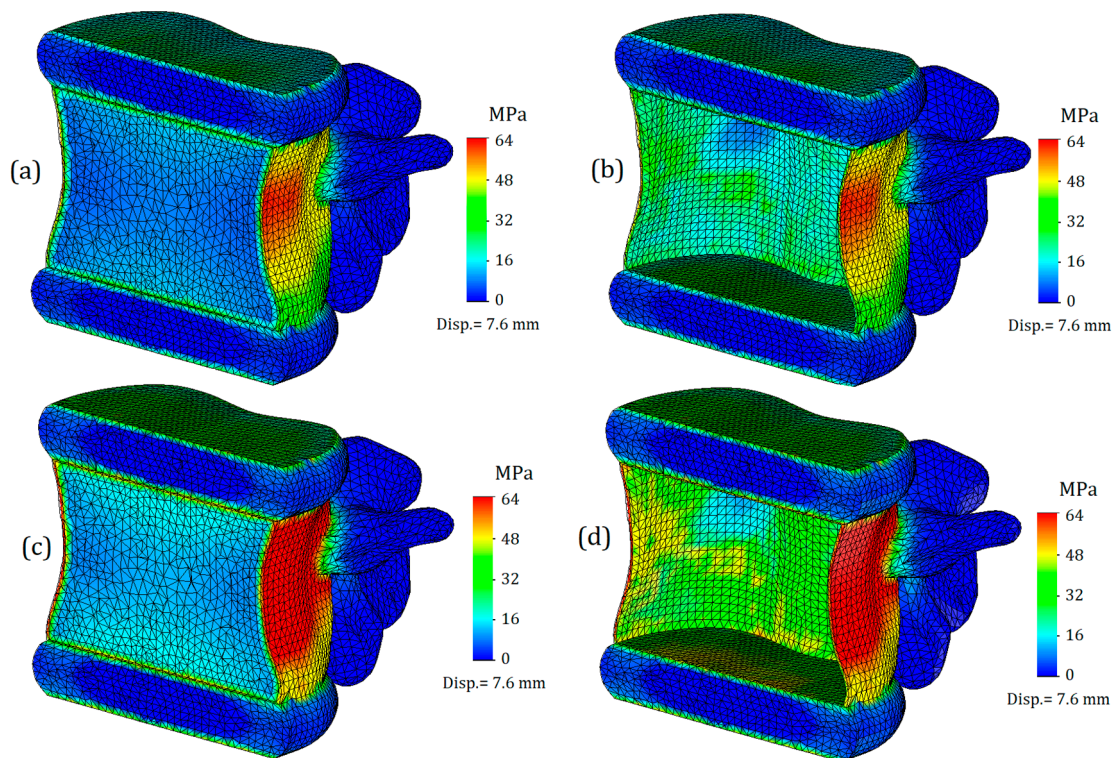 (a)
MPa
64
48
32
16
0
Disp.= 7.6 mm
(b)
MPa
64
48
32
16
0
Disp.= 7.6 mm
(c)
MPa
64
48
32
16
0
Disp.= 7.6 mm
(d)
MPa
64
48
32
16
0
Disp.= 7.6 mm